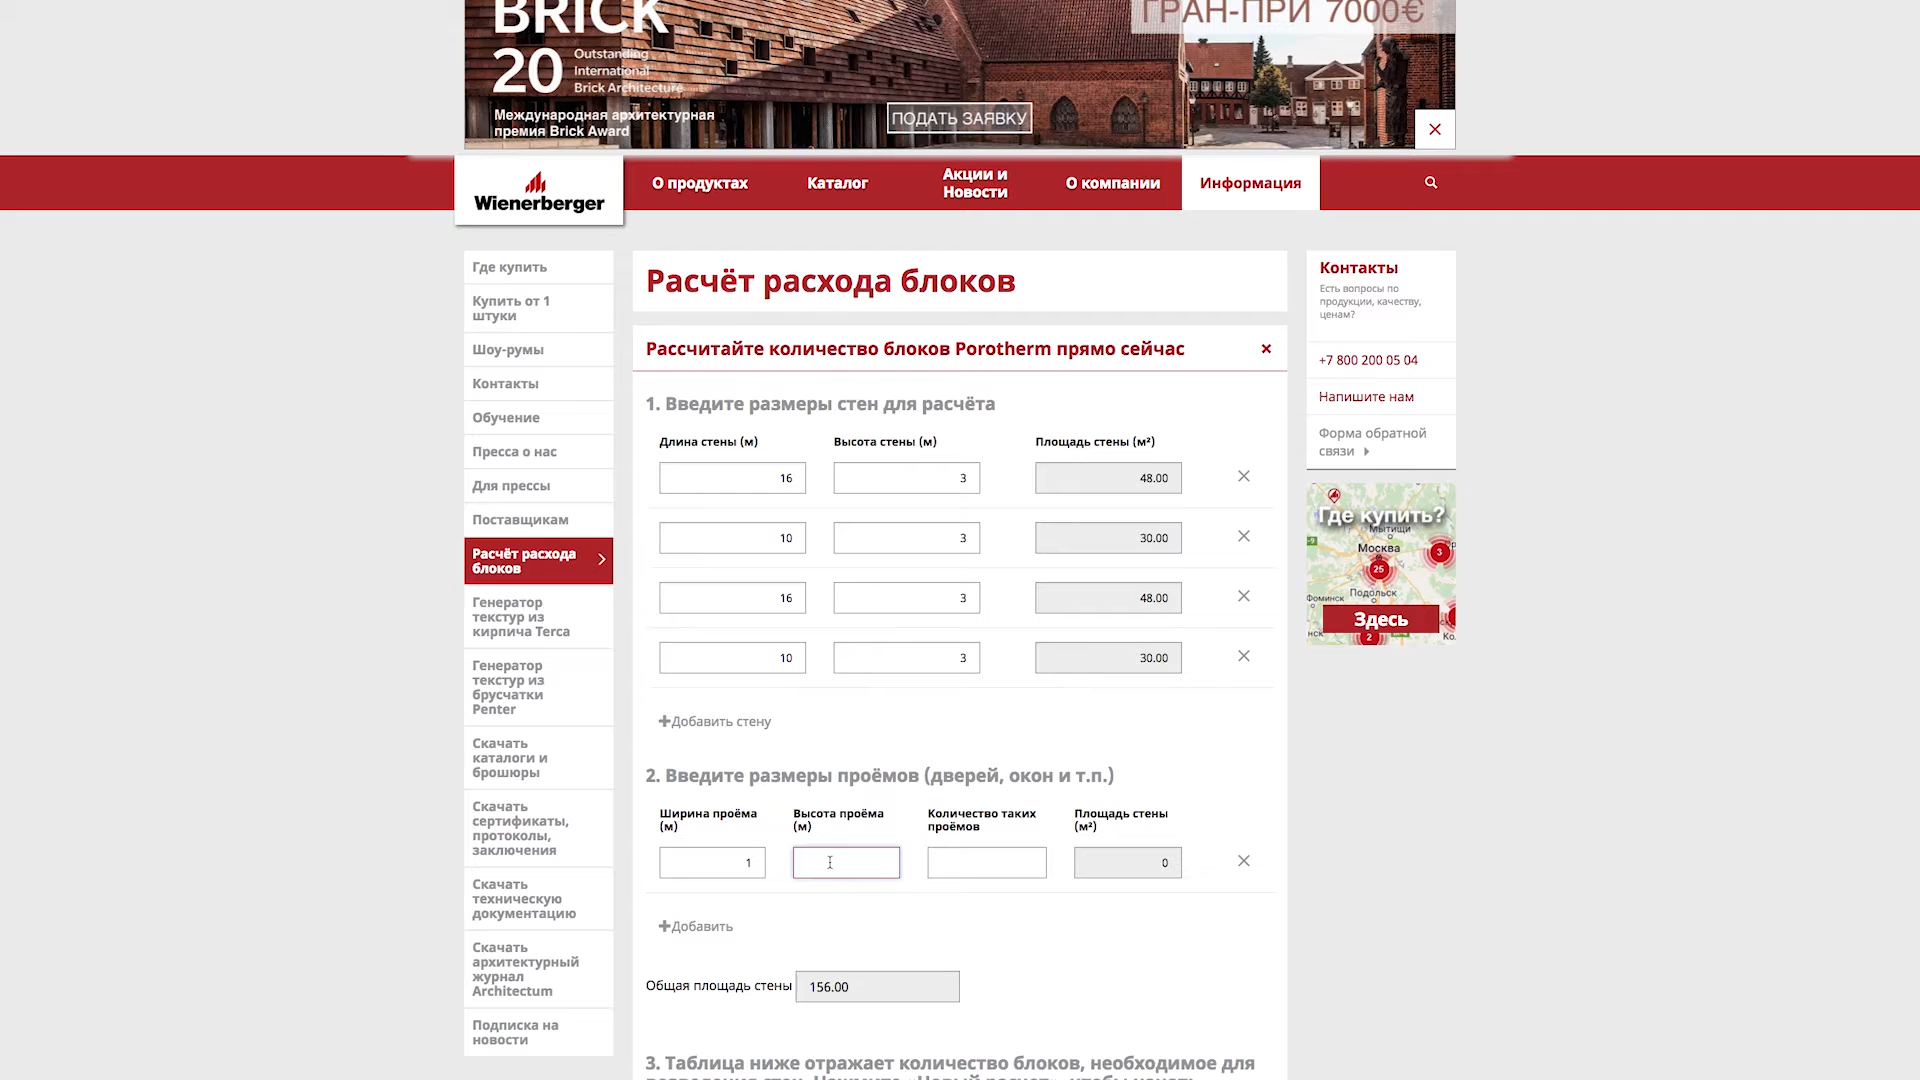 BRICK
20
Outstanding
International
Brick Architecture
Международная архитектурная
премия Brick Award
ПОДАТЬ ЗАЯВКУ
ГРАН-ПРИ 7000€
Wienerberger
О продуктах
Каталог
Акции и
Новости
О компании
Информация
Где купить
Купить от 1
штуки
Шоу-румы
Контакты
Обучение
Пресса о нас
Для прессы
Поставщикам
Расчёт расхода
блоков
Генератор
текстур из
кирпича Terca
Генератор
текстур из
брусчатки
Penter
Скачать
каталоги и
брошюры
Скачать
сертификаты,
протоколы,
заключения
Скачать
техническую
документацию
Скачать
архитектурный
журнал
Architectum
Подписка на
новости
Расчёт расхода блоков
Рассчитайте количество блоков Porotherm прямо сейчас
1. Введите размеры стен для расчёта
Длина стены (м) Высота стены (м) Площадь стены (м²)
16 3 48.00
10 3 30.00
16 3 48.00
10 3 30.00
Добавить стену
2. Введите размеры проёмов (дверей, окон и т.п.)
Ширина проёма Высота проёма Количество таких Площадь стены
(м) (м) проёмов (м²)
1 0
Добавить
Общая площадь стены 156.00
3. Таблица ниже отражает количество блоков, необходимое для
Контакты
Есть вопросы по
продукции, качеству,
ценам?
+7 800 200 05 04
Напишите нам
Форма обратной
связи
Где купить?
Мытищи
Москва
3
25
Подольск
Фоминск
Здесь
2